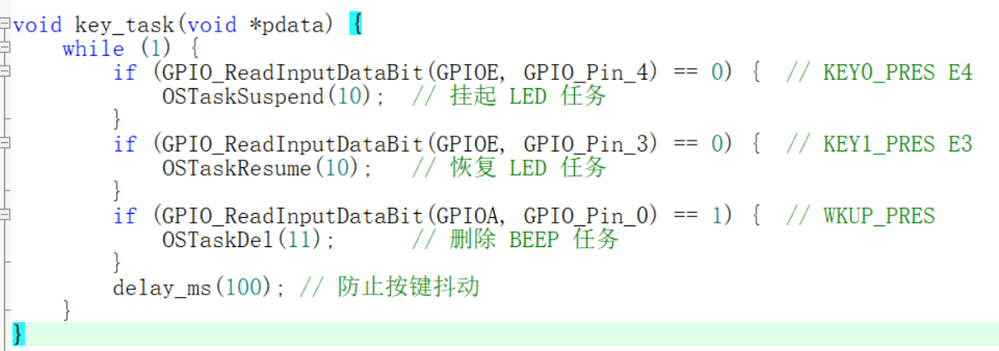 void key_task(void *pdata) {
    while (1) {
        if (GPIO_ReadInputDataBit(GPIOE, GPIO_Pin_4) == 0) {  // KEY0_PRES E4
            OSTaskSuspend(10);  // 挂起 LED 任务
        }
        if (GPIO_ReadInputDataBit(GPIOE, GPIO_Pin_3) == 0) {  // KEY1_PRES E3
            OSTaskResume(10);   // 恢复 LED 任务
        }
        if (GPIO_ReadInputDataBit(GPIOA, GPIO_Pin_0) == 1) {  // WKUP_PRES
            OSTaskDel(11);      // 删除 BEEP 任务
        }
        delay_ms(100); // 防止按键抖动
    }
}